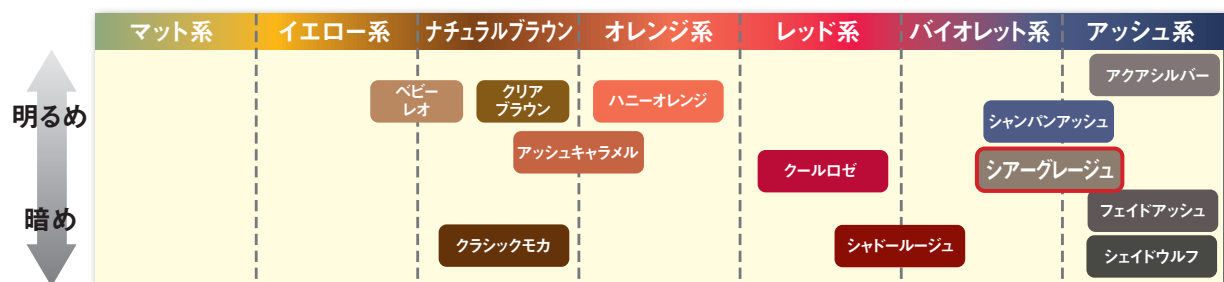 マット系
イエロー系
ナチュラルブラウン
オレンジ系
レッド系
バイオレット系
アッシュ系
明るめ
暗め
アクアシルバー
ベビー
レオ
クリア
ブラウン
ハニーオレンジ
シャンパンアッシュ
アッシュキャラメル
クールロゼ
シアーグレージュ
フェイドアッシュ
クラシックモカ
シャドールージュ
シェイドウルフ